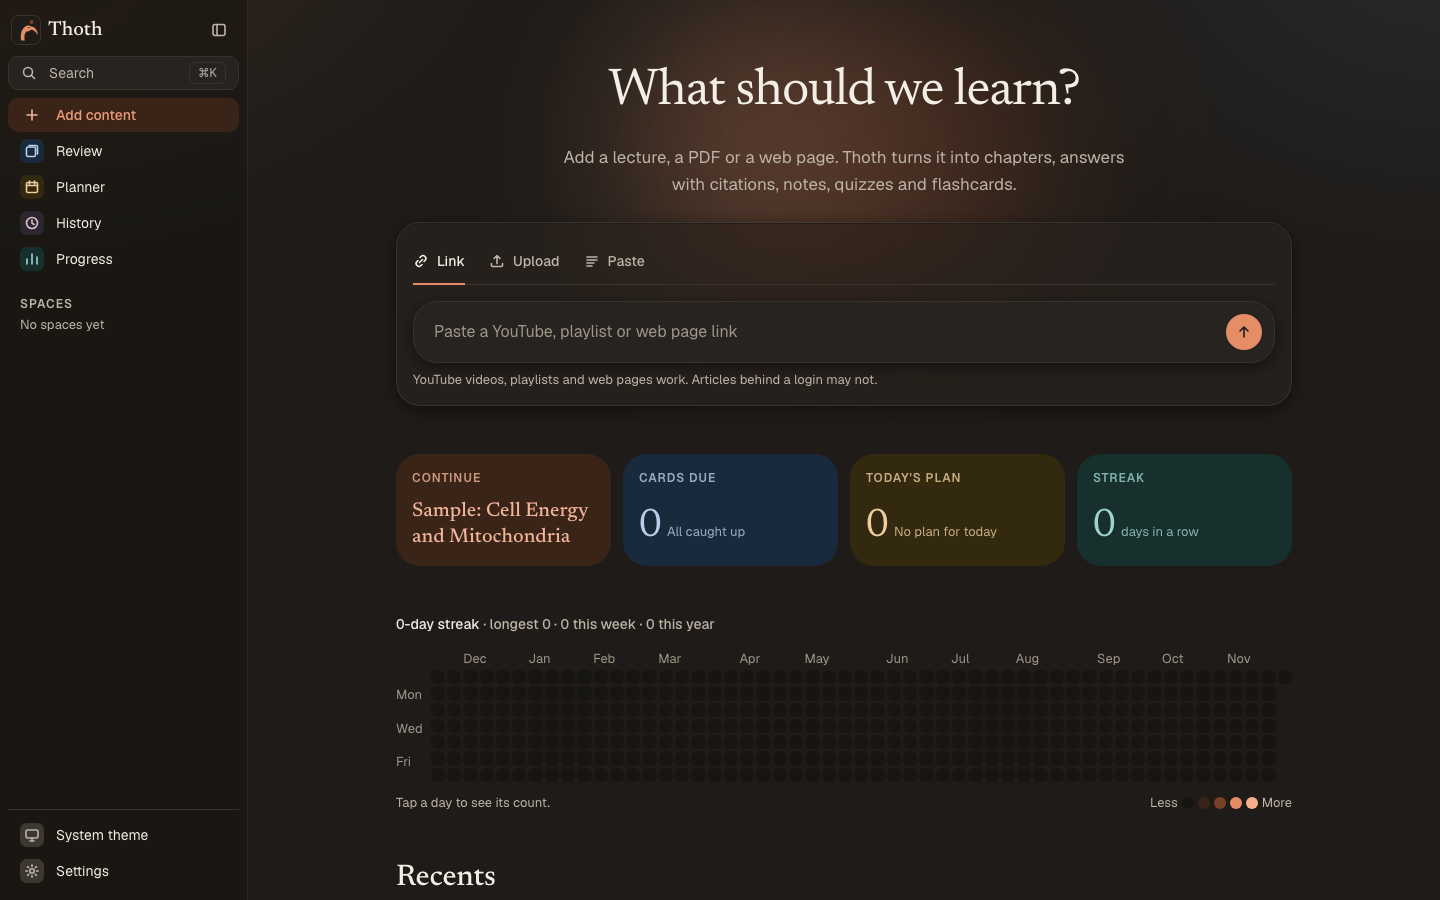 Thoth
Search ⌘K
Add content
Review
Planner
History
Progress
SPACES
No spaces yet
System theme
Settings
What should we learn?
Add a lecture, a PDF or a web page. Thoth turns it into chapters, answers
with citations, notes, quizzes and flashcards.
Link Upload Paste
Paste a YouTube, playlist or web page link
YouTube videos, playlists and web pages work. Articles behind a login may not.
CONTINUE
Sample: Cell Energy
and Mitochondria
CARDS DUE
0 All caught up
TODAY'S PLAN
0 No plan for today
STREAK
0 days in a row
0-day streak · longest 0 · 0 this week · 0 this year
Dec Jan Feb Mar Apr May Jun Jul Aug Sep Oct Nov
Mon
Wed
Fri
Tap a day to see its count.
Less More
Recents